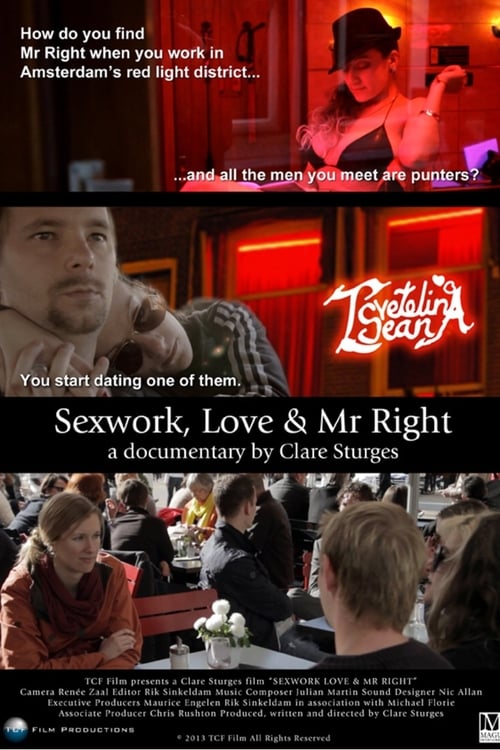 How do you find
Mr Right when you work in
Amsterdam's red light district...
...and all the men you meet are punters?
TsvetelinA
Sean
You start dating one of them.
Sexwork, Love & Mr Right
a documentary by Clare Sturges
TCF Film presents a Clare Sturges film "SEXWORK LOVE & MR RIGHT"
Camera Renée Zaal Editor Rik Sinkeldam Music Composer Julian Martin Sound Designer Nic Allan
Executive Producers Maurice Engelen Rik Sinkeldam in association with Michael Florie
Associate Producer Chris Rushton Produced, written and directed by Clare Sturges
TCF FILM PRODUCTIONS
© 2013 TCF Film All Rights Reserved